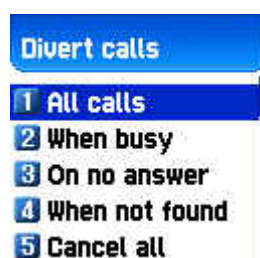 Divert calls
1 All calls
2 When busy
3 On no answer
4 When not found
5 Cancel all